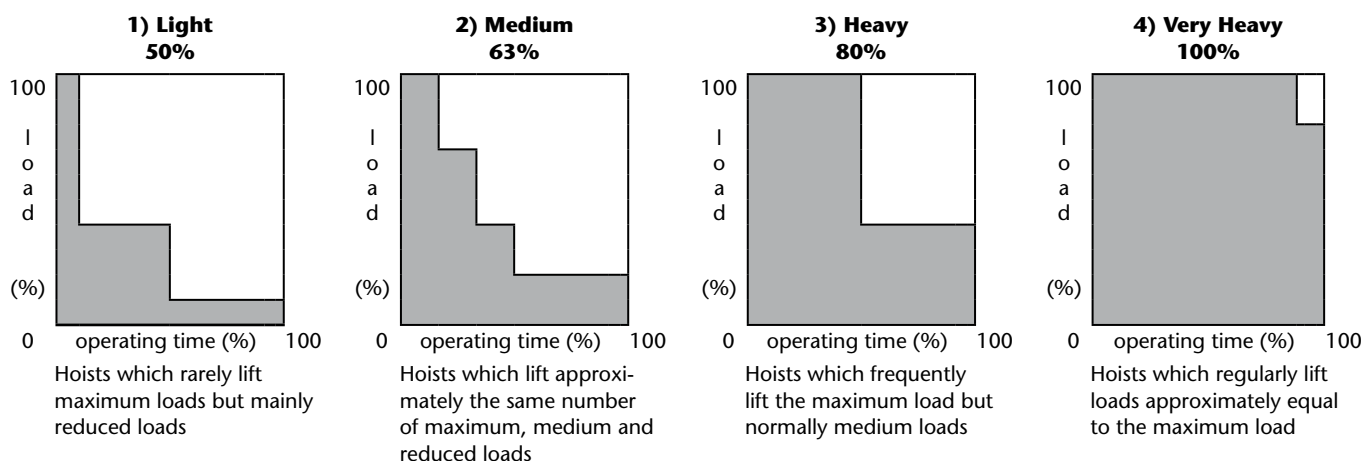 1) Light
50%
100
l
o
a
d
(%)
0
operating time (%)
100
Hoists which rarely lift
maximum loads but mainly
reduced loads
2) Medium
63%
100
l
o
a
d
(%)
0
operating time (%)
100
Hoists which lift approxi-
mately the same number
of maximum, medium and
reduced loads
3) Heavy
80%
100
l
o
a
d
(%)
0
operating time (%)
100
Hoists which frequently
lift the maximum load but
normally medium loads
4) Very Heavy
100%
100
l
o
a
d
(%)
0
operating time (%)
100
Hoists which regularly lift
loads approximately equal
to the maximum load